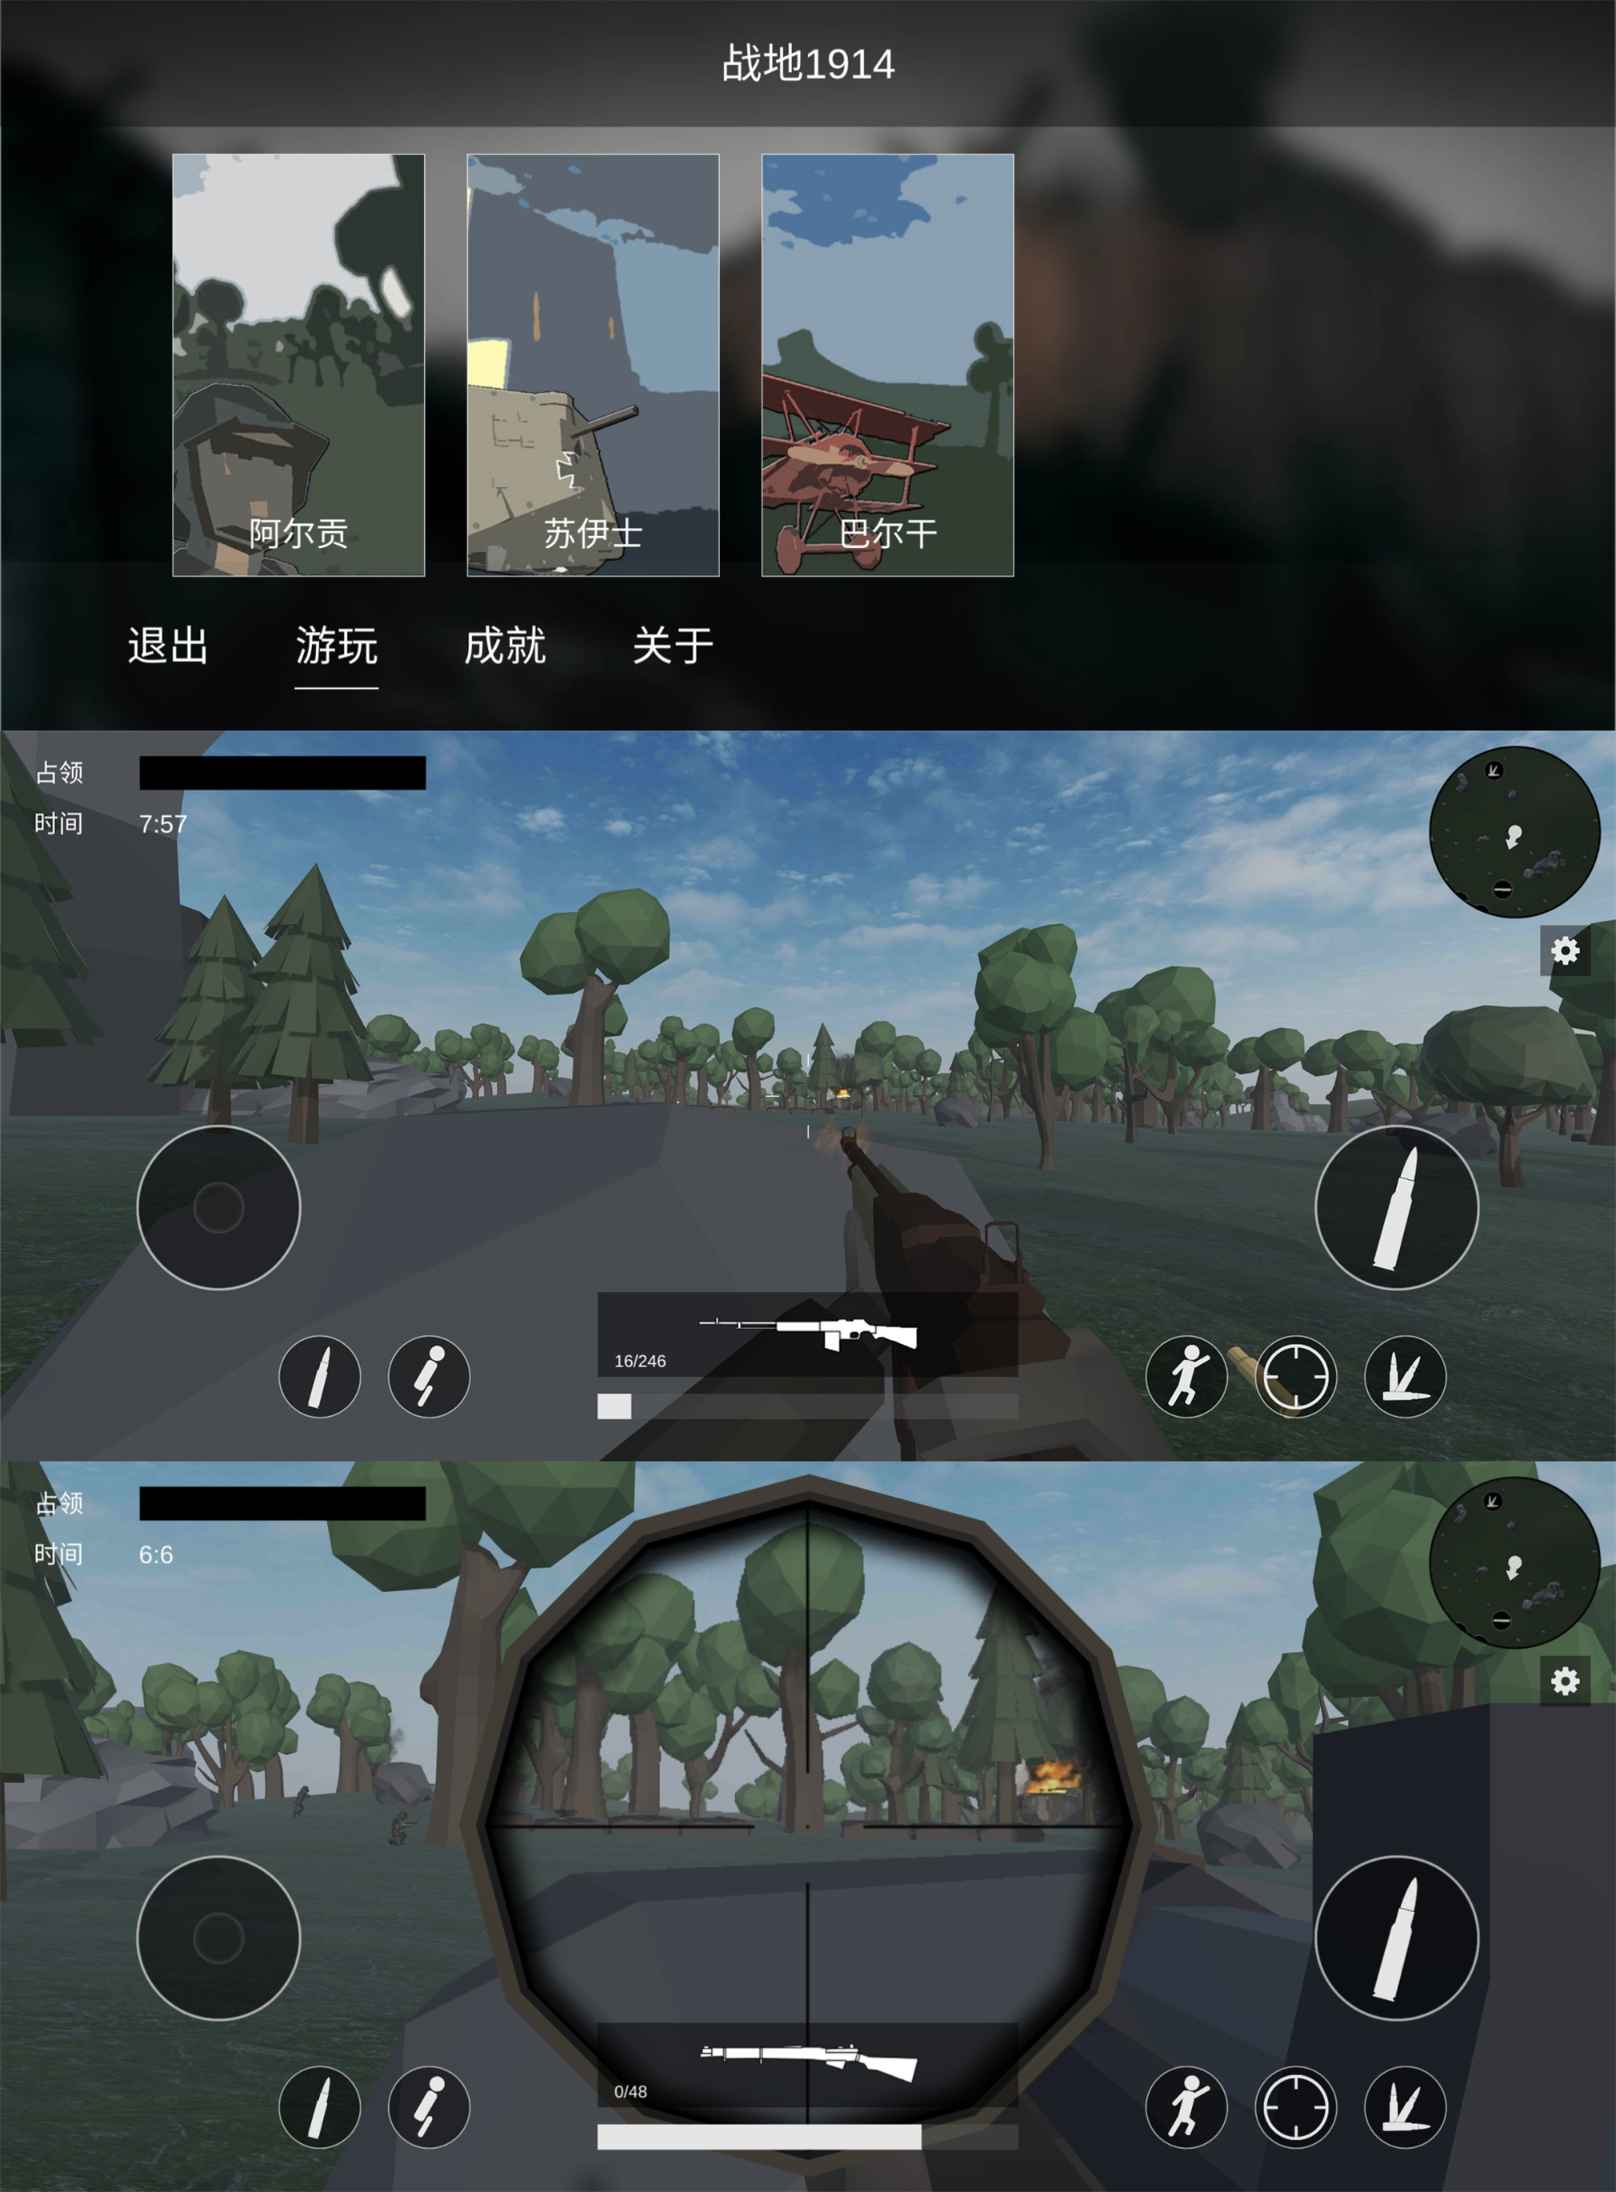 战地1914
阿尔贡
苏伊士
巴尔干
退出 游玩 成就 关于
占领
时间 7:57
16/246
占领
时间 6:6
0/48